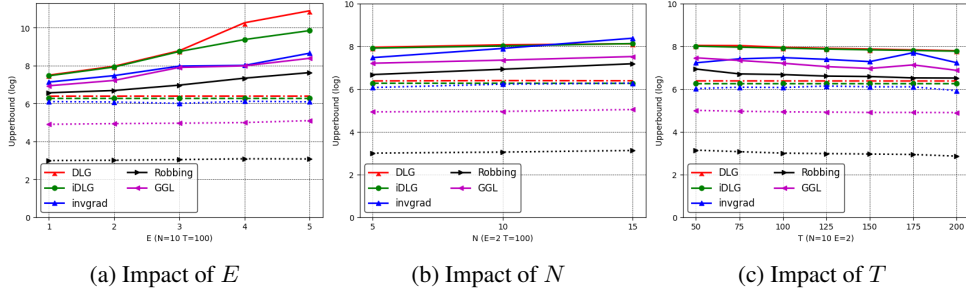 Upperbound (log)
10
8
6
4
2
0
DLG
iDLG
invgrad
Robbing
GGL
1 2 3 4 5
E (N=10 T=100)
(a) Impact of E
Upperbound (log)
10
8
6
4
2
0
DLG
iDLG
invgrad
Robbing
GGL
5 10 15
N (E=2 T=100)
(b) Impact of N
Upperbound (log)
10
8
6
4
2
0
DLG
iDLG
invgrad
Robbing
GGL
50 75 100 125 150 175 200
T (N=10 E=2)
(c) Impact of T